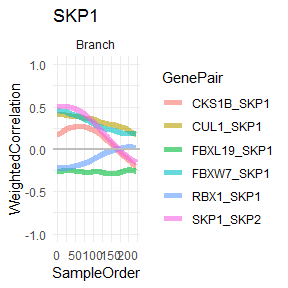 SKP1
Branch
WeightedCorrelation
1.0
0.5
0.0
-0.5
-1.0
0 50 100 150 200
SampleOrder
GenePair
CKS1B_SKP1
CUL1_SKP1
FBXL19_SKP1
FBXW7_SKP1
RBX1_SKP1
SKP1_SKP2